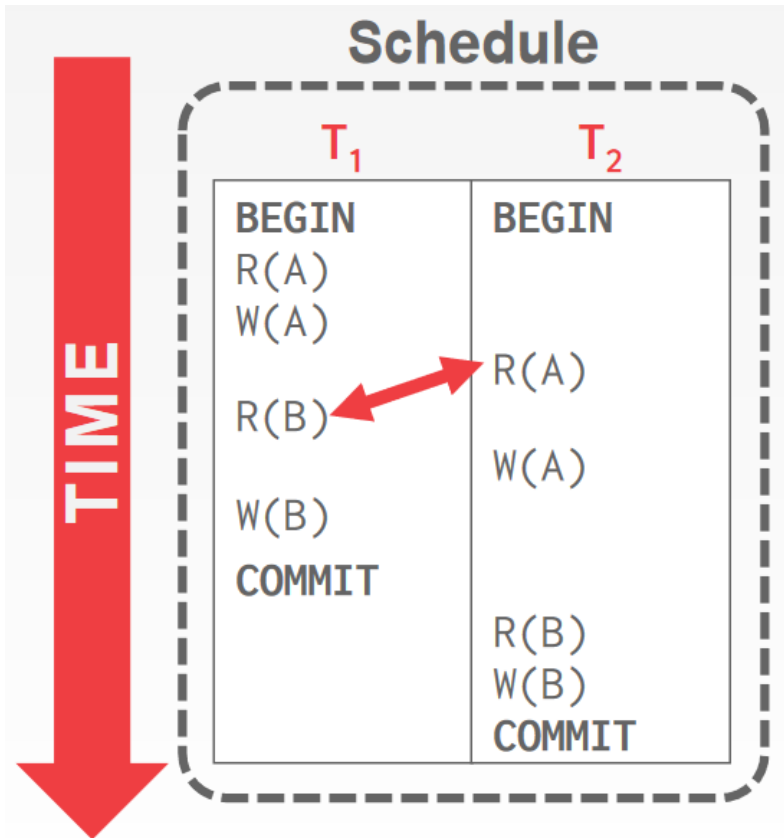 Schedule
TIME
T₁ T₂
BEGIN BEGIN
R(A)
W(A)
R(A)
R(B)
W(A)
W(B)
COMMIT
R(B)
W(B)
COMMIT